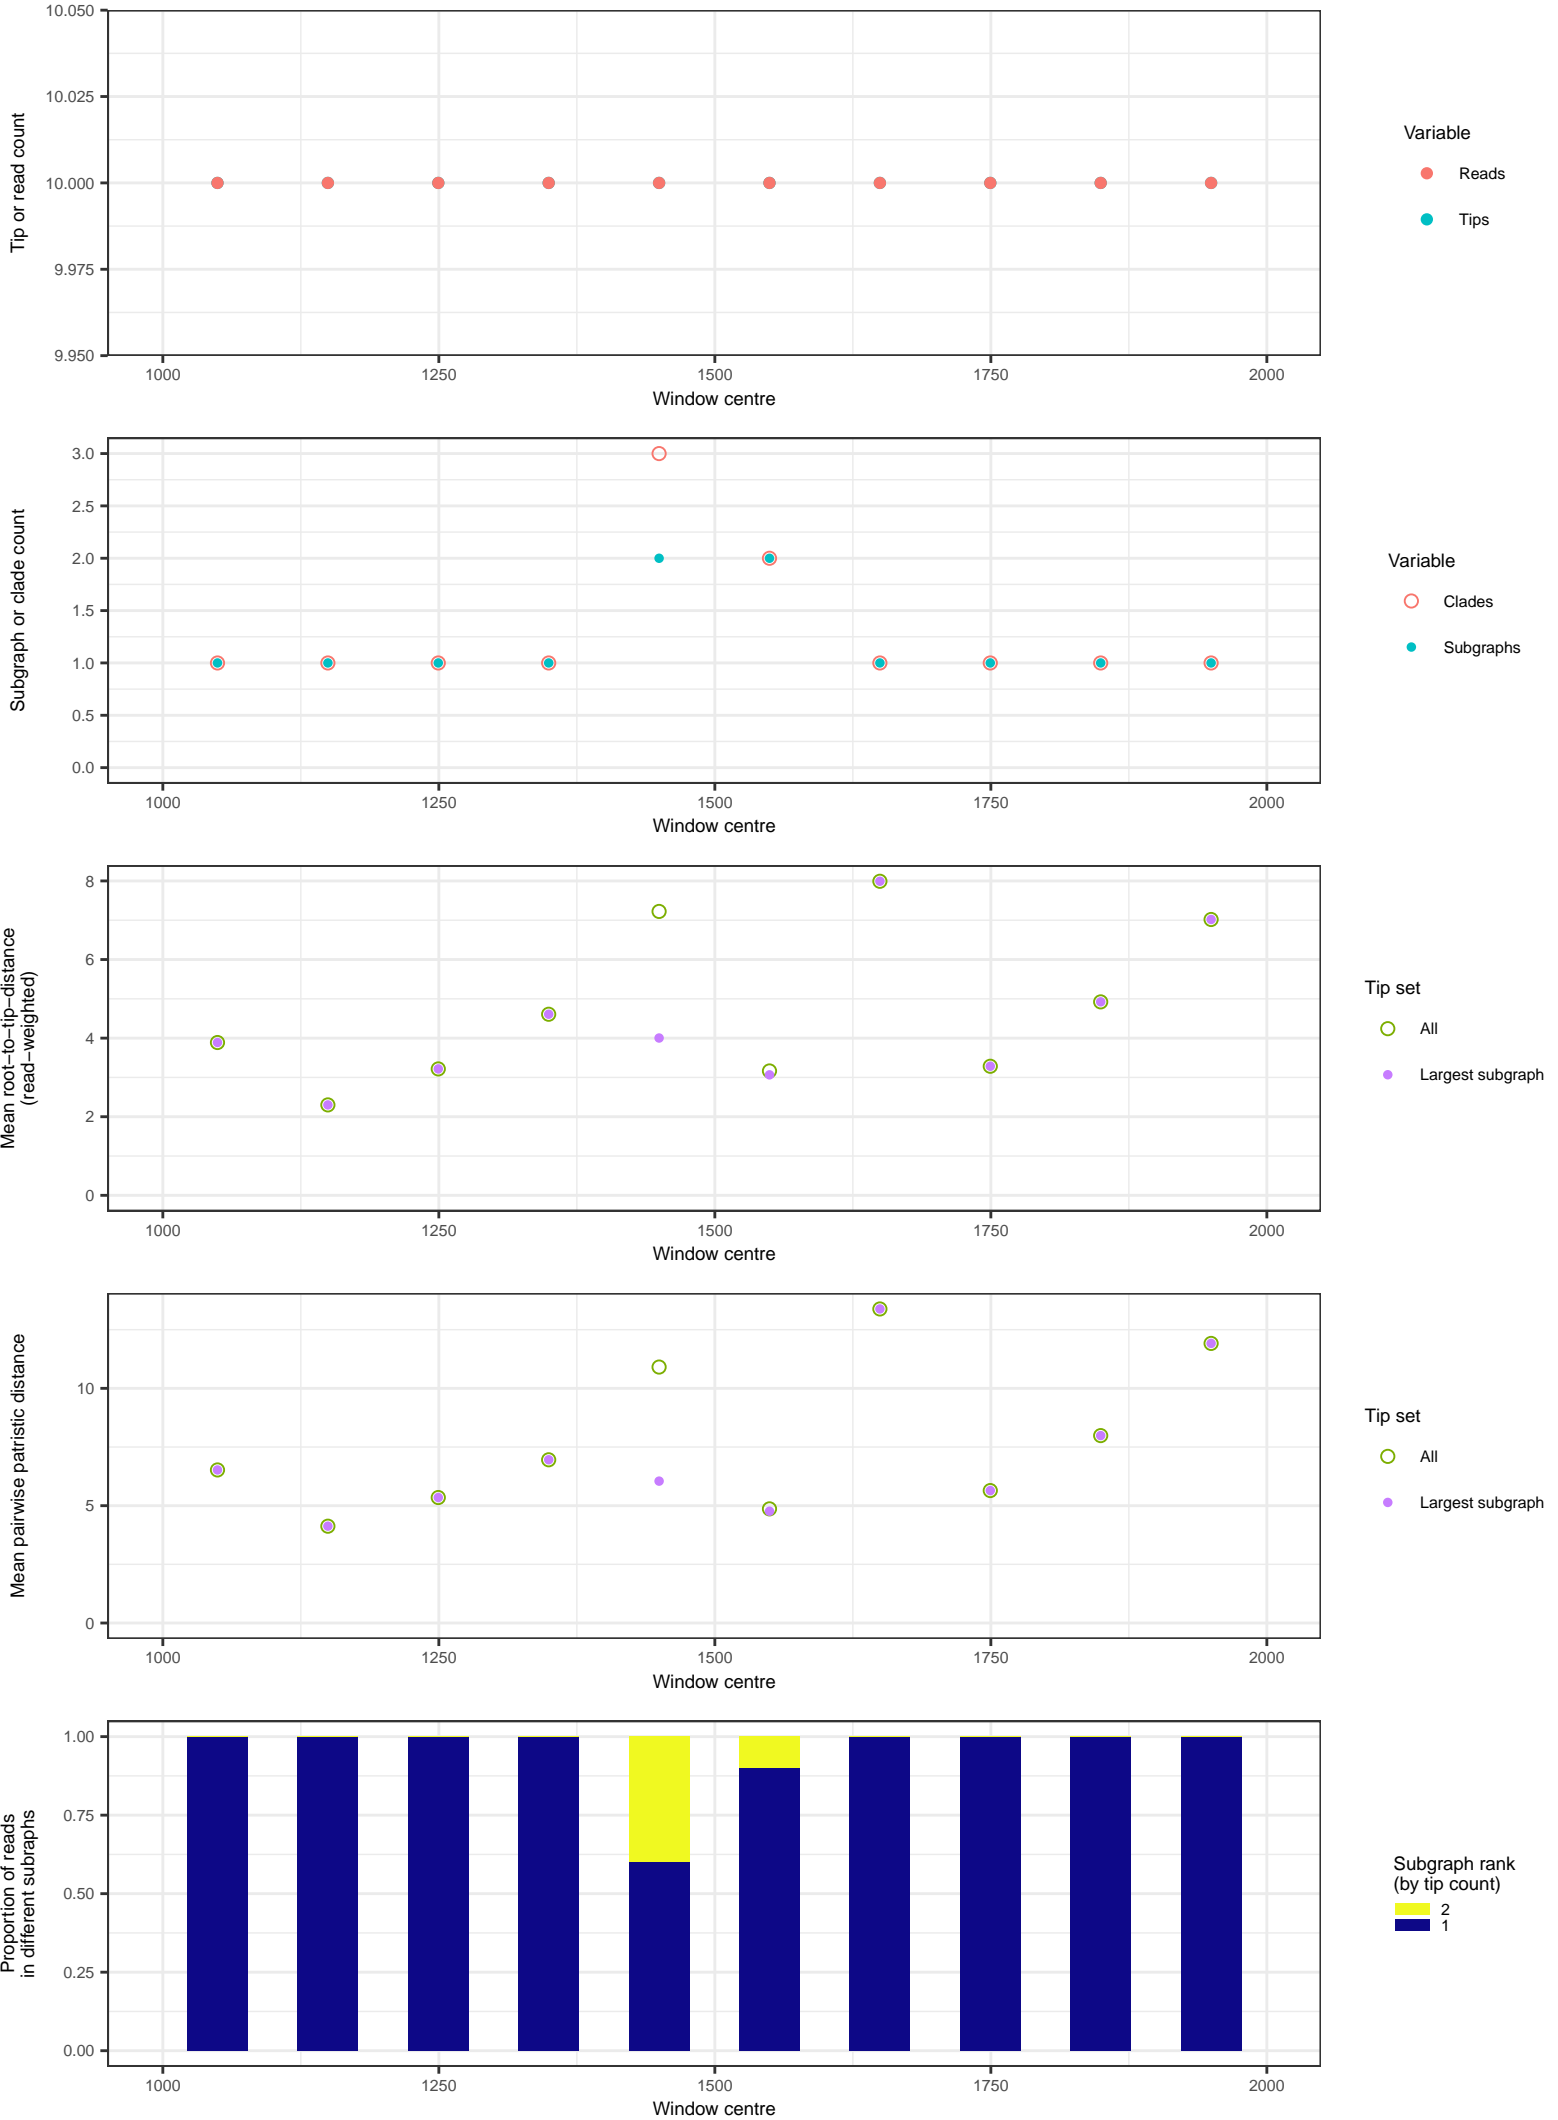 10.050
10.025
10.000
9.975
9.950
Tip or read count
1000 1250 1500 1750 2000
Window centre
Variable
Reads
Tips
3.0
2.5
2.0
1.5
1.0
0.5
0.0
Subgraph or clade count
1000 1250 1500 1750 2000
Window centre
Variable
Clades
Subgraphs
8
6
4
2
0
Mean root−to−tip−distance
(read−weighted)
1000 1250 1500 1750 2000
Window centre
Tip set
All
Largest subgraph
10
5
0
Mean pairwise patristic distance
1000 1250 1500 1750 2000
Window centre
Tip set
All
Largest subgraph
1.00
0.75
0.50
0.25
0.00
Proportion of reads
in different subraphs
1000 1250 1500 1750 2000
Window centre
Subgraph rank
(by tip count)
2
1